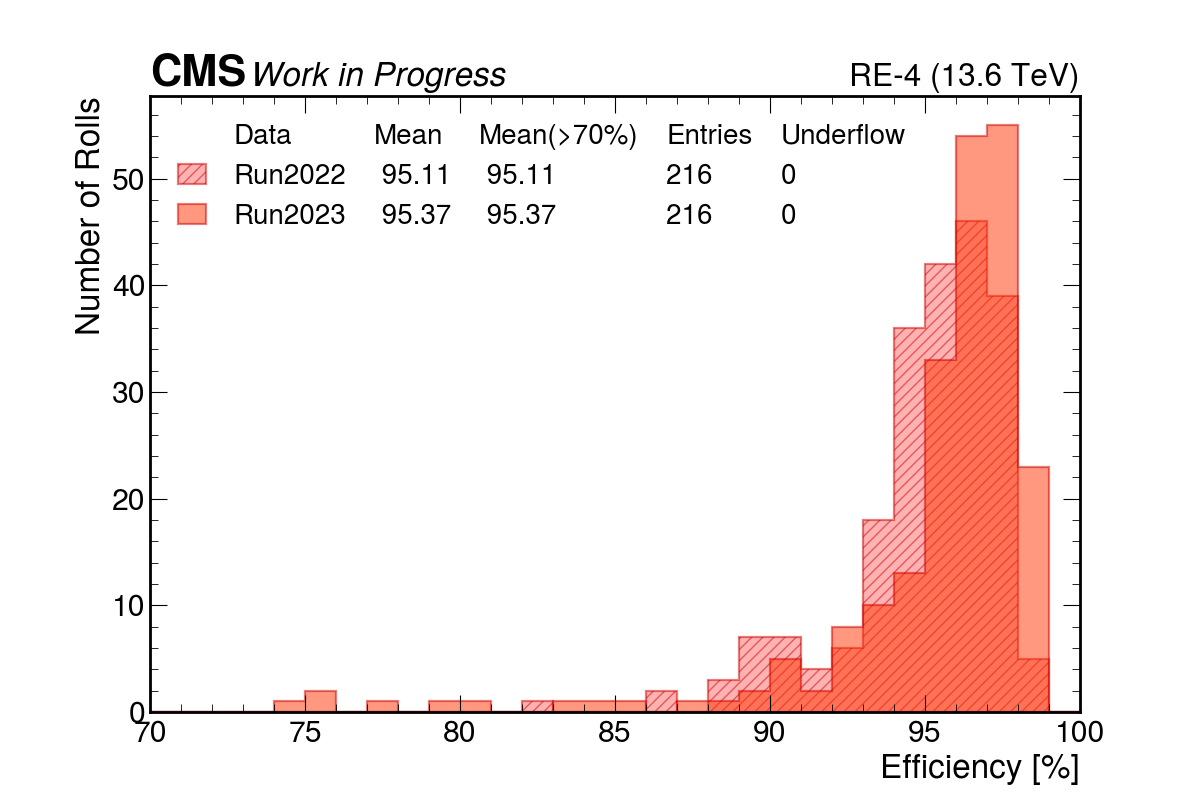 CMS Work in Progress RE-4 (13.6 TeV)
Number of Rolls
Data Mean Mean(>70%) Entries Underflow
Run2022 95.11 95.11 216 0
Run2023 95.37 95.37 216 0
50
40
30
20
10
0
70 75 80 85 90 95 100
Efficiency [%]